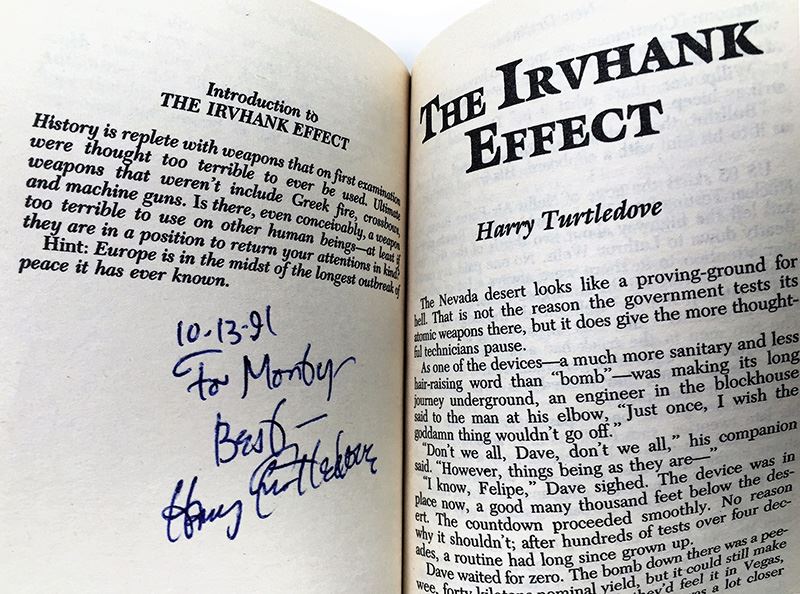 Introduction to
THE IRVHANK EFFECT
History is replete with weapons that on first examination
were thought too terrible to ever be used. Ultimate
weapons that weren't include Greek fire, crossbows,
and machine guns. Is there, even conceivably, a weapon
too terrible to use on other human beings—at least if
they are in a position to return your attentions in kind?
Hint: Europe is in the midst of the longest outbreak of
peace it has ever known.
10-13-91
For Monty
Best—
Harry Turtledove
THE IRVHANK
EFFECT
Harry Turtledove
The Nevada desert looks like a proving-ground for
hell. That is not the reason the government tests its
atomic weapons there, but it does give the more thought-
ful technicians pause.
As one of the devices—a much more sanitary and less
hair-raising word than "bomb"—was making its long
journey underground, an engineer in the blockhouse
said to the man at his elbow, "Just once, I wish the
goddamn thing wouldn't go off."
"Don't we all, Dave, don't we all," his companion
said. "However, things being as they are—"
"I know, Felipe," Dave sighed. The device was in
place now, a good many thousand feet below the des-
ert. The countdown proceeded smoothly. No reason
why it shouldn't; after hundreds of tests over four dec-
ades, a routine had long since grown up.
Dave waited for zero. The bomb down there was a pee-
wee, forty kilotons nominal yield, but it could still make
they'd feel it in Vegas,
was a lot closer